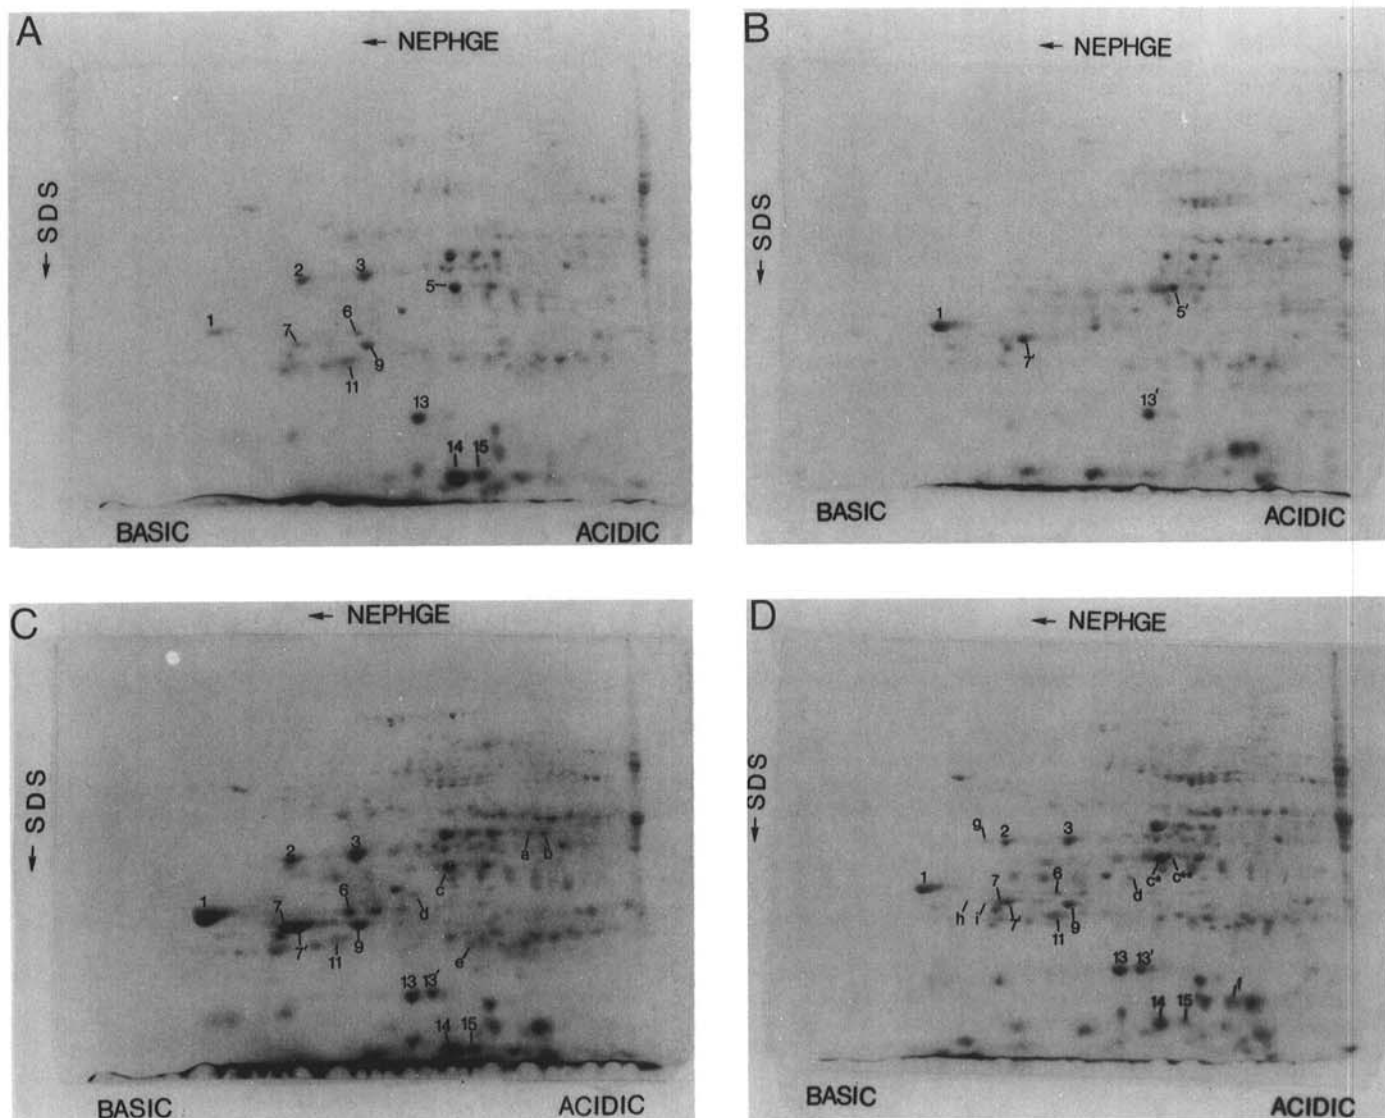 A
← NEPHGE
← SDS
2
3
5
1
7
6
9
11
13
14
15
BASIC
ACIDIC
B
← NEPHGE
← SDS
5'
1
7'
13'
BASIC
ACIDIC
C
← NEPHGE
← SDS
a
b
2
3
c
1
7
6
d
7'
11
9
e
13
13'
14
15
BASIC
ACIDIC
D
← NEPHGE
← SDS
g
2
3
c*
c**
1
7
6
d
h
i
7'
11
9
13
13'
14
15
f
BASIC
ACIDIC